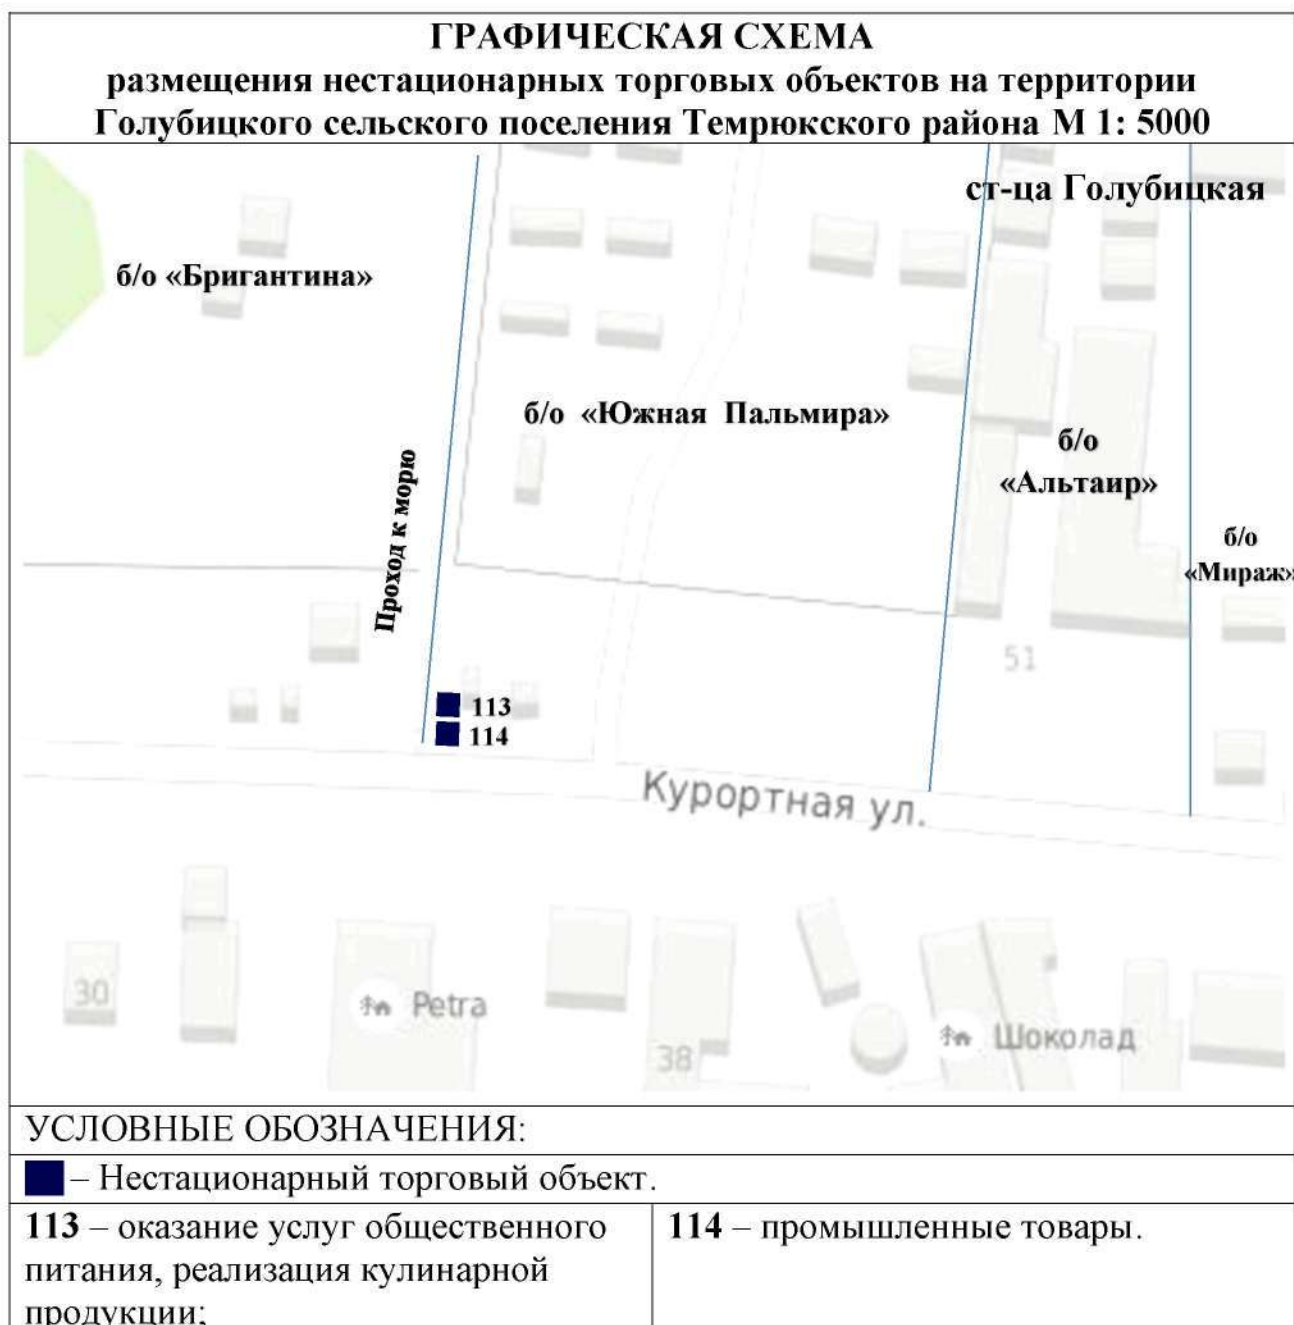 ГРАФИЧЕСКАЯ СХЕМА
размещения нестационарных торговых объектов на территории
Голубицкого сельского поселения Темрюкского района М 1: 5000
ст-ца Голубицкая
б/о «Бригантина»
б/о «Южная Пальмира»
б/о
«Альтаир»
Проход к морю
б/о
«Мираж»
51
113
114
Курортная ул.
30
Petra
38
Шоколад
УСЛОВНЫЕ ОБОЗНАЧЕНИЯ:
– Нестационарный торговый объект.
113 – оказание услуг общественного
питания, реализация кулинарной
продукции;
114 – промышленные товары.